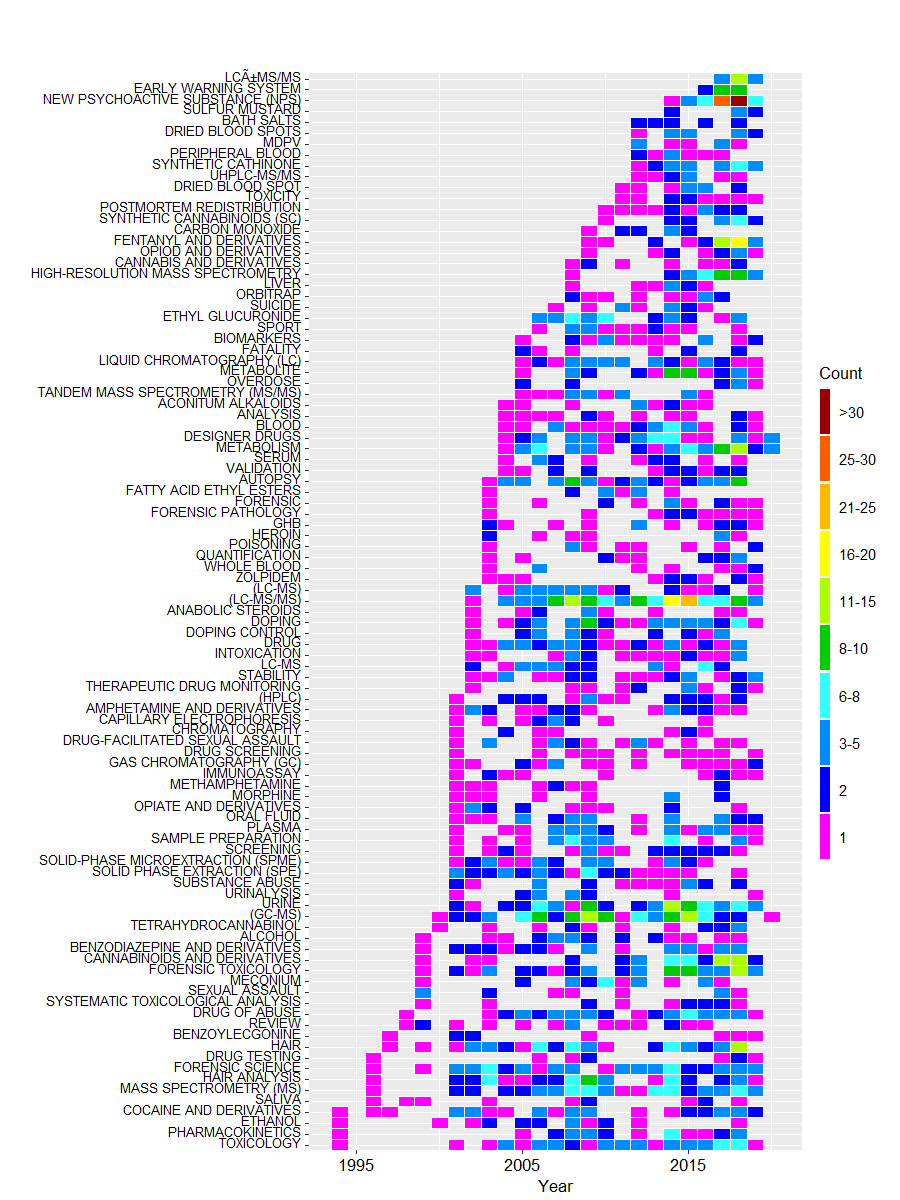 LCÃ±MS/MS
EARLY WARNING SYSTEM
NEW PSYCHOACTIVE SUBSTANCE (NPS)
SULFUR MUSTARD
BATH SALTS
DRIED BLOOD SPOTS
MDPV
PERIPHERAL BLOOD
SYNTHETIC CATHINONE
UHPLC-MS/MS
DRIED BLOOD SPOT
TOXICITY
POSTMORTEM REDISTRIBUTION
SYNTHETIC CANNABINOIDS (SC)
CARBON MONOXIDE
FENTANYL AND DERIVATIVES
OPIOD AND DERIVATIVES
CANNABIS AND DERIVATIVES
HIGH-RESOLUTION MASS SPECTROMETRY
LIVER
ORBITRAP
SUICIDE
ETHYL GLUCURONIDE
SPORT
BIOMARKERS
FATALITY
LIQUID CHROMATOGRAPHY (LC)
METABOLITE
OVERDOSE
TANDEM MASS SPECTROMETRY (MS/MS)
ACONITUM ALKALOIDS
ANALYSIS
BLOOD
DESIGNER DRUGS
METABOLISM
SERUM
VALIDATION
AUTOPSY
FATTY ACID ETHYL ESTERS
FORENSIC
FORENSIC PATHOLOGY
GHB
HEROIN
POISONING
QUANTIFICATION
WHOLE BLOOD
ZOLPIDEM
(LC-MS)
(LC-MS/MS)
ANABOLIC STEROIDS
DOPING
DOPING CONTROL
DRUG
INTOXICATION
LC-MS
STABILITY
THERAPEUTIC DRUG MONITORING
(HPLC)
AMPHETAMINE AND DERIVATIVES
CAPILLARY ELECTROPHORESIS
CHROMATOGRAPHY
DRUG-FACILITATED SEXUAL ASSAULT
DRUG SCREENING
GAS CHROMATOGRAPHY (GC)
IMMUNOASSAY
METHAMPHETAMINE
MORPHINE
OPIATE AND DERIVATIVES
ORAL FLUID
PLASMA
SAMPLE PREPARATION
SCREENING
SOLID-PHASE MICROEXTRACTION (SPME)
SOLID PHASE EXTRACTION (SPE)
SUBSTANCE ABUSE
URINALYSIS
URINE
(GC-MS)
TETRAHYDROCANNABINOL
ALCOHOL
BENZODIAZEPINE AND DERIVATIVES
CANNABINOIDS AND DERIVATIVES
FORENSIC TOXICOLOGY
MECONIUM
SEXUAL ASSAULT
SYSTEMATIC TOXICOLOGICAL ANALYSIS
DRUG OF ABUSE
REVIEW
BENZOYLECGONINE
HAIR
DRUG TESTING
FORENSIC SCIENCE
HAIR ANALYSIS
MASS SPECTROMETRY (MS)
SALIVA
COCAINE AND DERIVATIVES
ETHANOL
PHARMACOKINETICS
TOXICOLOGY
1995 2005 2015
Year
Count
>30
25-30
21-25
16-20
11-15
8-10
6-8
3-5
2
1